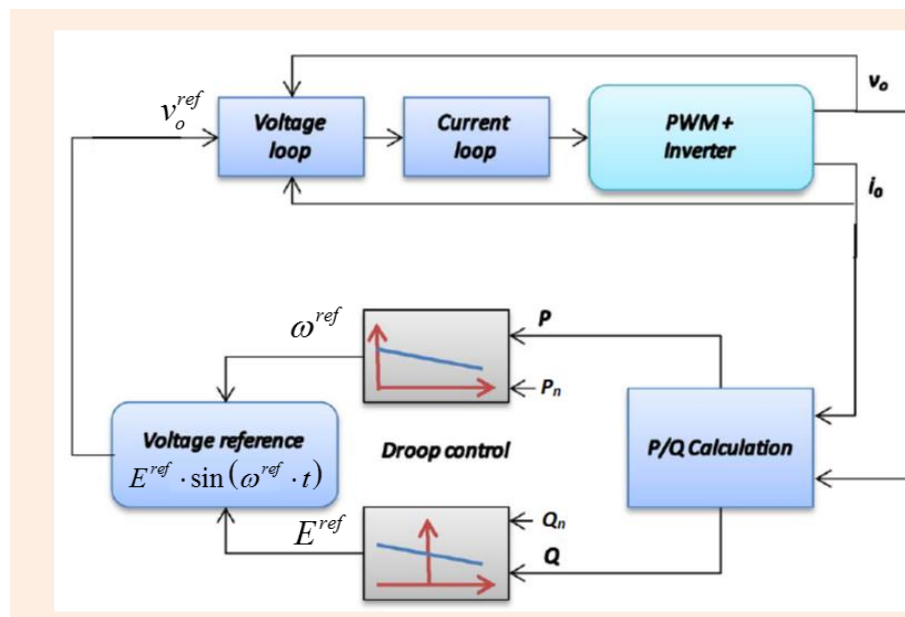 v_o^{ref}
Voltage
loop
Current
loop
PWM +
Inverter
v_o
i_o
ω^{ref}
P
P_n
Voltage reference
E^{ref} · sin(ω^{ref} · t)
Droop control
P/Q Calculation
E^{ref}
Q_n
Q